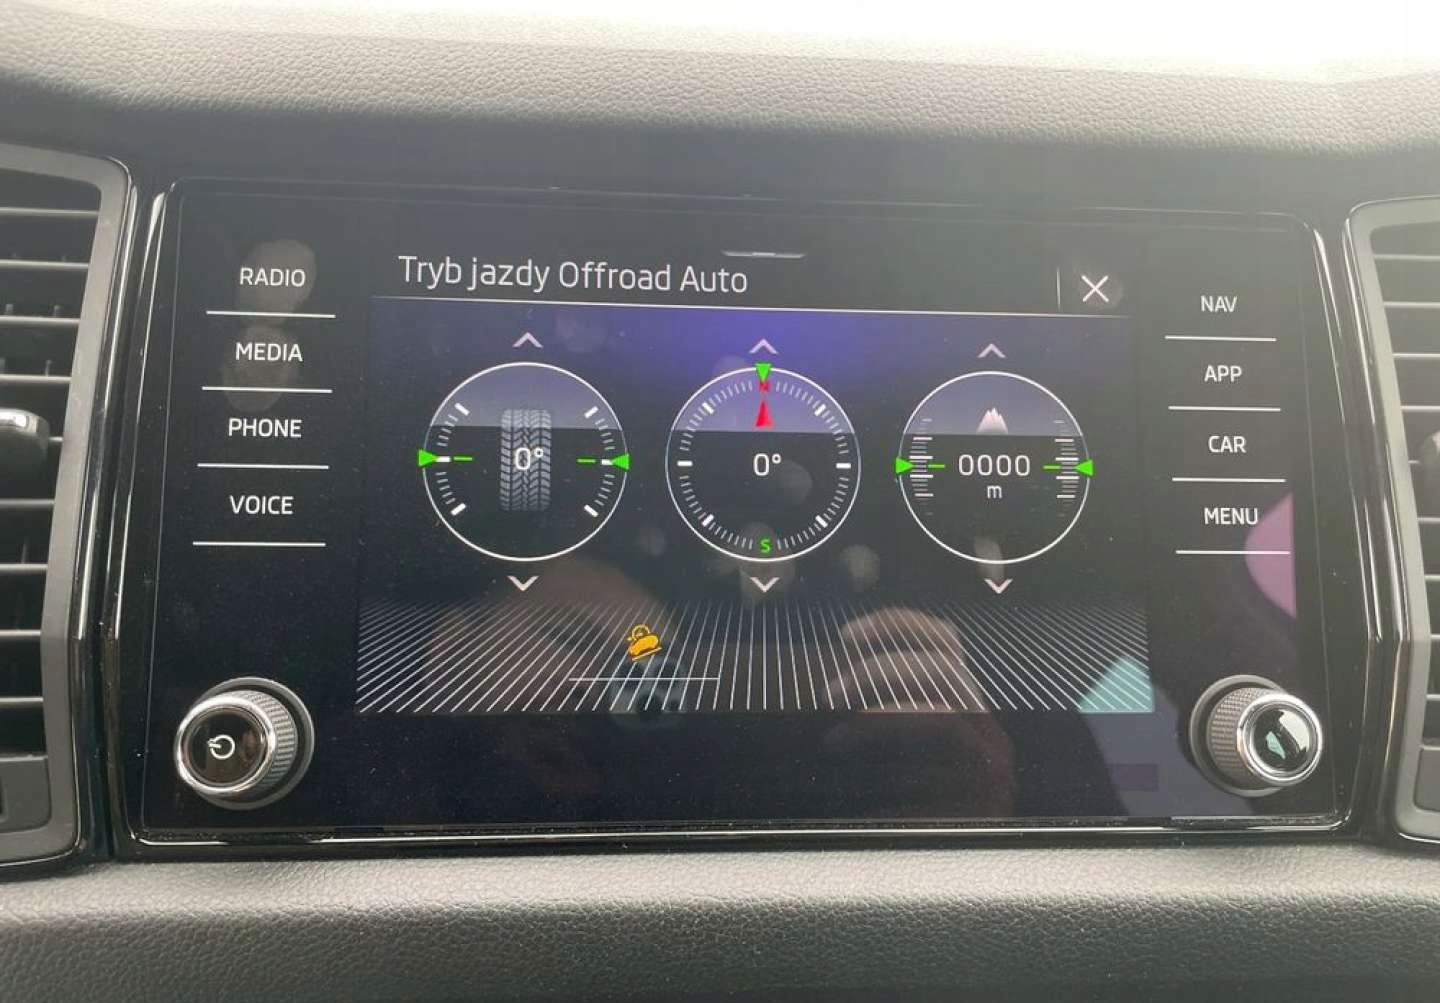 Tryb jazdy Offroad Auto
RADIO
MEDIA
PHONE
VOICE
NAV
APP
CAR
MENU
0°
N
0°
S
0000
m